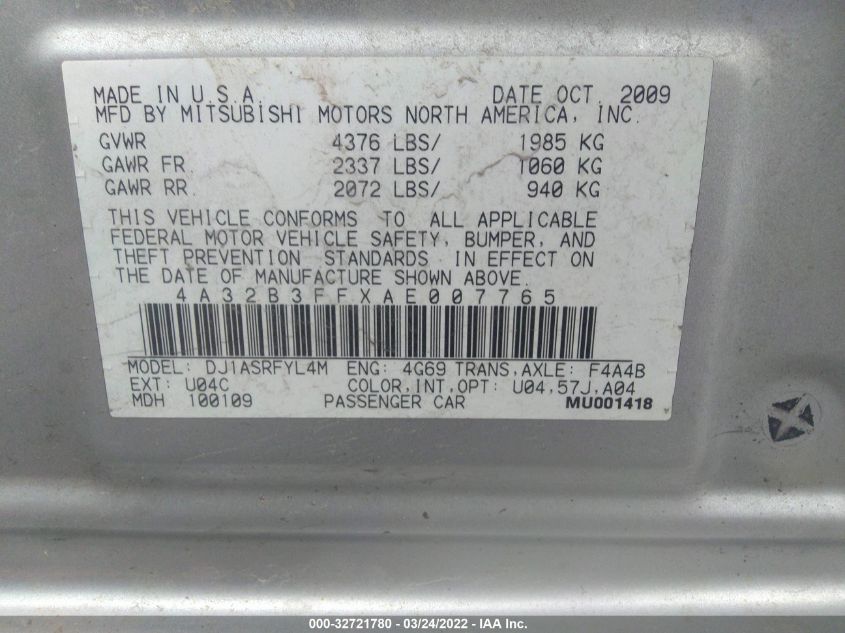 MADE IN U.S.A. DATE OCT. 2009
MFD BY MITSUBISHI MOTORS NORTH AMERICA, INC.
GVWR 4376 LBS/ 1985 KG
GAWR FR. 2337 LBS/ 1060 KG
GAWR RR. 2072 LBS/ 940 KG
THIS VEHICLE CONFORMS TO ALL APPLICABLE
FEDERAL MOTOR VEHICLE SAFETY, BUMPER, AND
THEFT PREVENTION STANDARDS IN EFFECT ON
THE DATE OF MANUFACTURE SHOWN ABOVE.
4A32B3FFXAE007765
MODEL: DJ1ASRFYL4M ENG: 4G69 TRANS,AXLE: F4A4B
EXT: U04C COLOR,INT,OPT: U04,57J,A04
MDH 100109 PASSENGER CAR MU001418
000-32721780 - 03/24/2022 - IAA Inc.